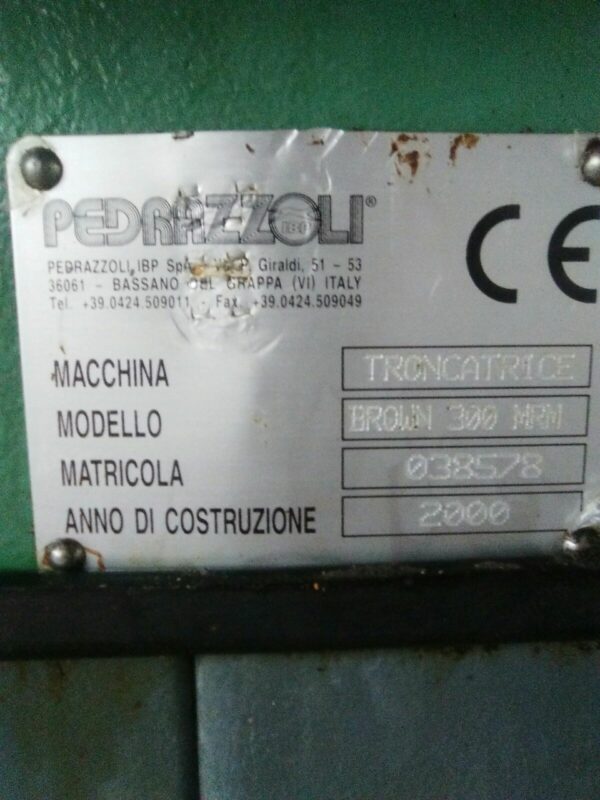 PEDRAZZOLI®
IBP
PEDRAZZOLI IBP SpA - P. Giraldi, 51 - 53
36061 - BASSANO DEL GRAPPA (VI) ITALY
Tel. +39.0424.509011 - Fax. +39.0424.509049
CE
MACCHINA TRONCATRICE
MODELLO BROWN 300 MRM
MATRICOLA 038578
ANNO DI COSTRUZIONE 2000